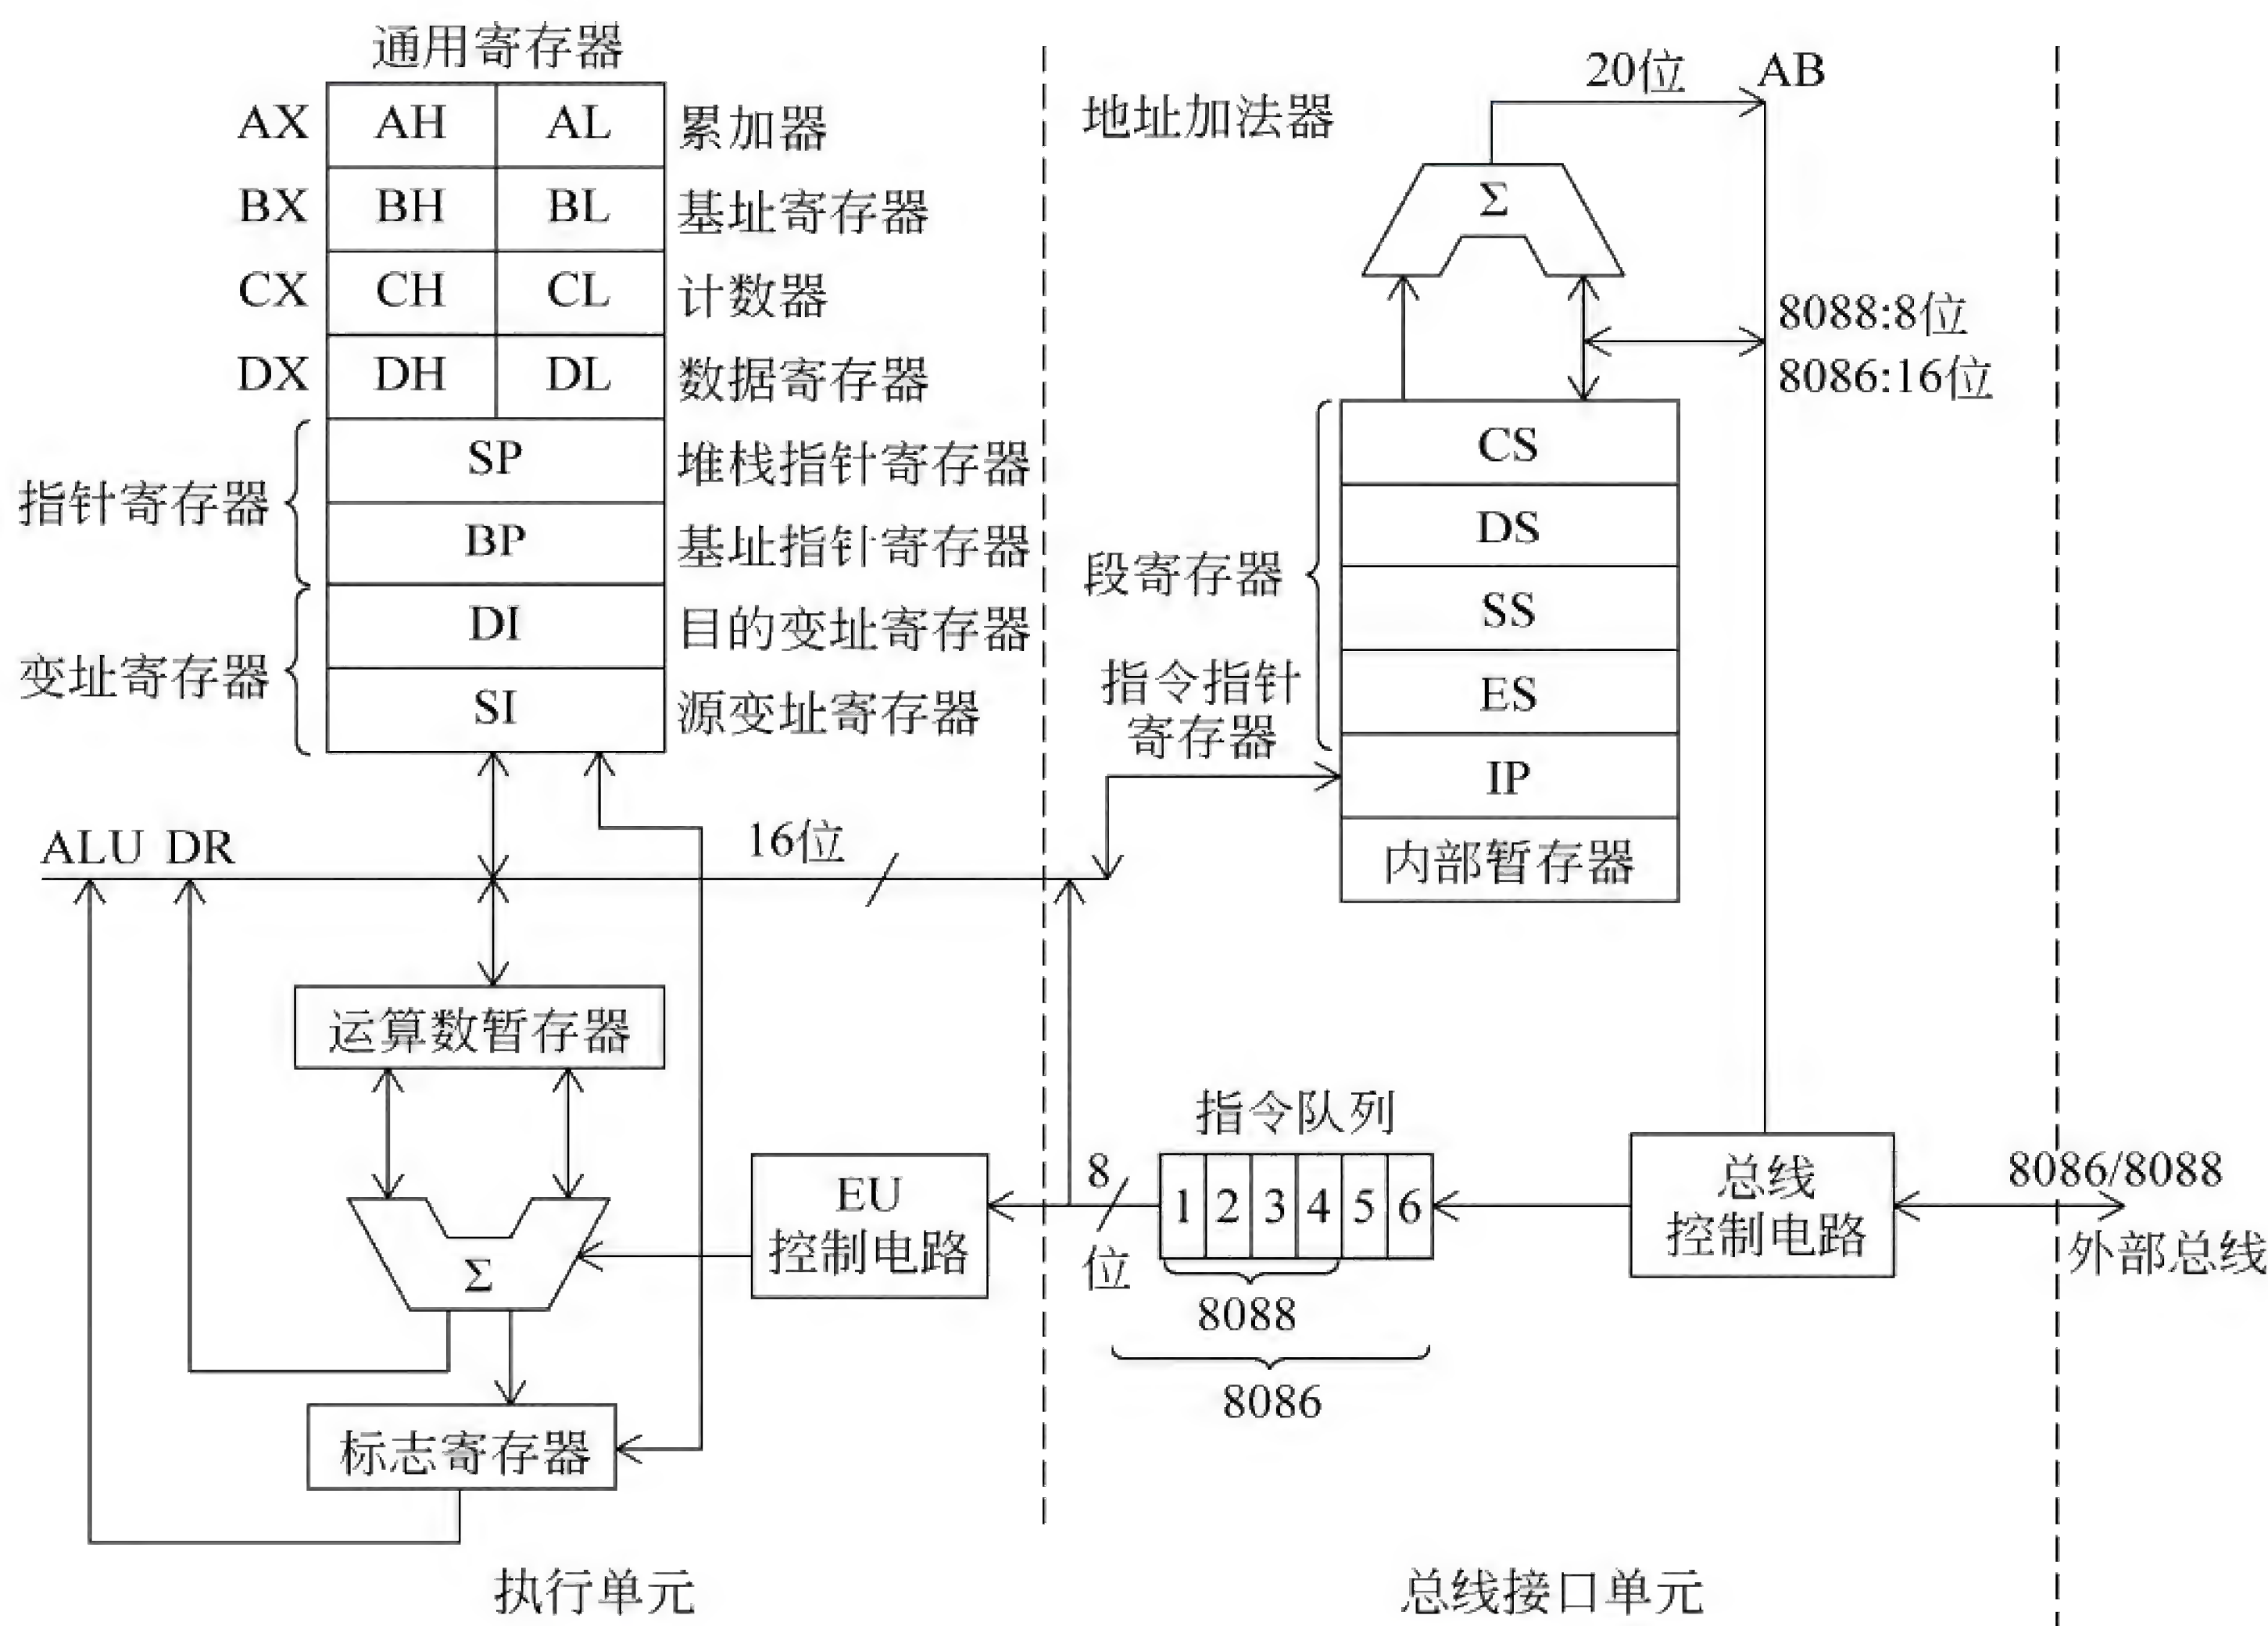 通用寄存器
AX AH AL 累加器
BX BH BL 基址寄存器
CX CH CL 计数器
DX DH DL 数据寄存器
指针寄存器
SP 堆栈指针寄存器
BP 基址指针寄存器
变址寄存器
DI 目的变址寄存器
SI 源变址寄存器
ALU DR
16位
运算数暂存器
Σ
标志寄存器
EU
控制电路
执行单元
地址加法器
20位 AB
Σ
8088:8位
8086:16位
段寄存器
CS
DS
SS
ES
指令指针
寄存器
IP
内部暂存器
指令队列
8
位
1 2 3 4 5 6
8088
8086
总线
控制电路
8086/8088
外部总线
总线接口单元